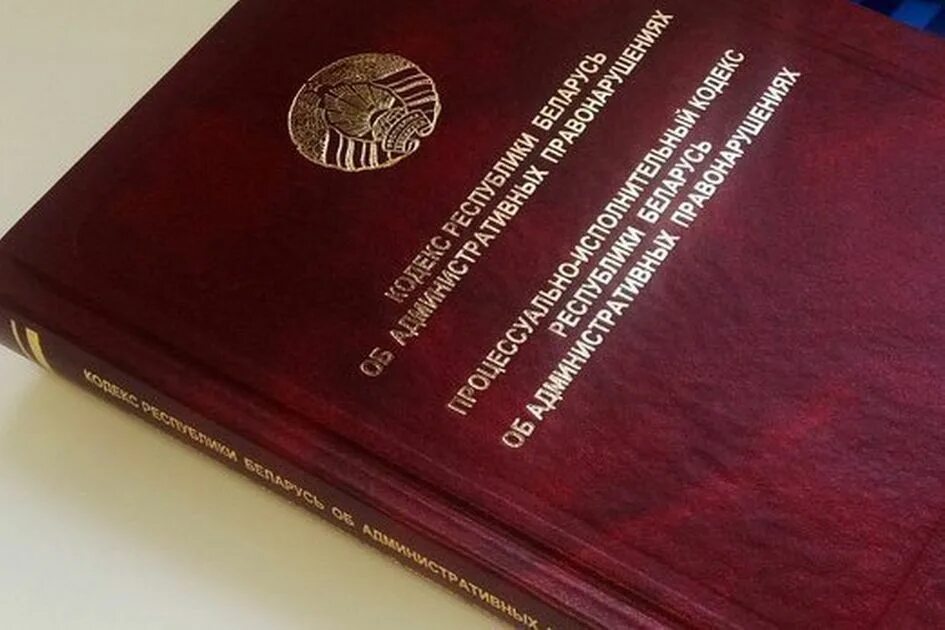 КОДЕКС РЕСПУБЛИКИ БЕЛАРУСЬ
ОБ АДМИНИСТРАТИВНЫХ ПРАВОНАРУШЕНИЯХ
ПРОЦЕССУАЛЬНО-ИСПОЛНИТЕЛЬНЫЙ КОДЕКС
РЕСПУБЛИКИ БЕЛАРУСЬ
ОБ АДМИНИСТРАТИВНЫХ ПРАВОНАРУШЕНИЯХ
КОДЕКС РЕСПУБЛИКИ БЕЛАРУСЬ ОБ АДМИНИСТРАТИВНЫХ